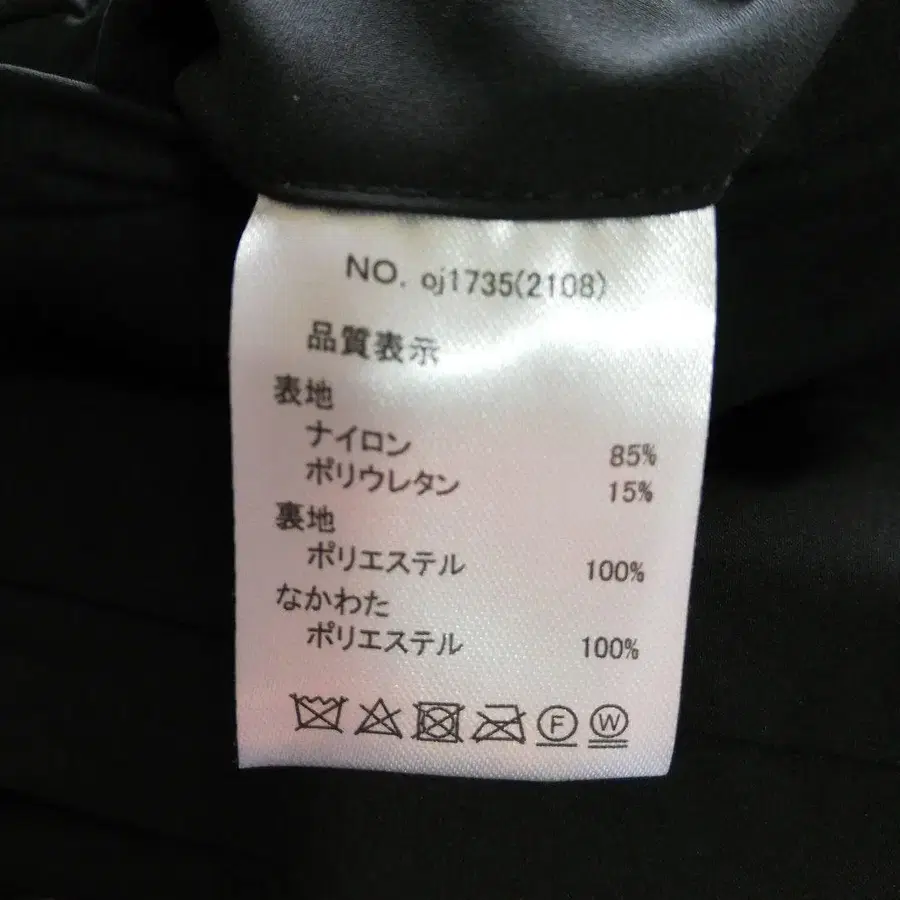 NO. oj1735(2108)
品質表示
表地
ナイロン 85%
ポリウレタン 15%
裏地
ポリエステル 100%
なかわた
ポリエステル 100%
F W